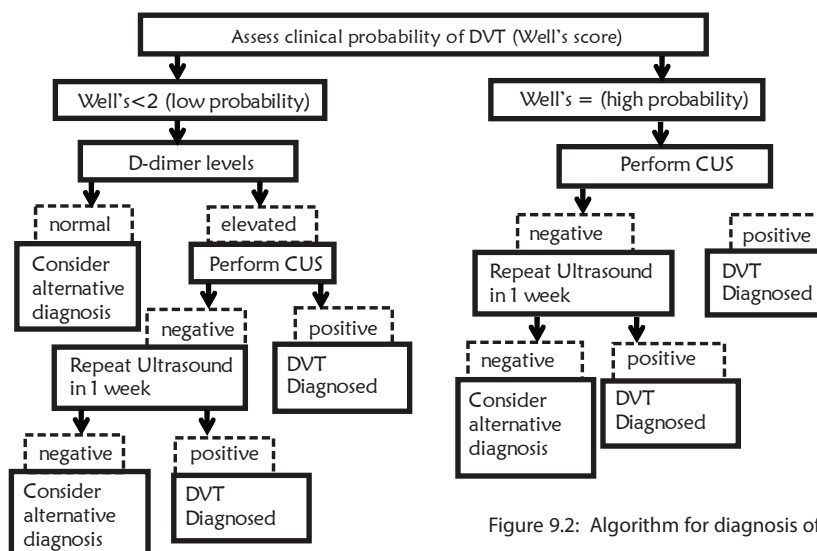 Assess clinical probability of DVT (Well's score)
Well's<2 (low probability)
D-dimer levels
normal
Consider
alternative
diagnosis
elevated
Perform CUS
negative
Repeat Ultrasound
in 1 week
negative
Consider
alternative
diagnosis
positive
DVT
Diagnosed
positive
DVT
Diagnosed
Well's = (high probability)
Perform CUS
negative
Repeat Ultrasound
in 1 week
negative
Consider
alternative
diagnosis
positive
DVT
Diagnosed
positive
DVT
Diagnosed
Figure 9.2: Algorithm for diagnosis of